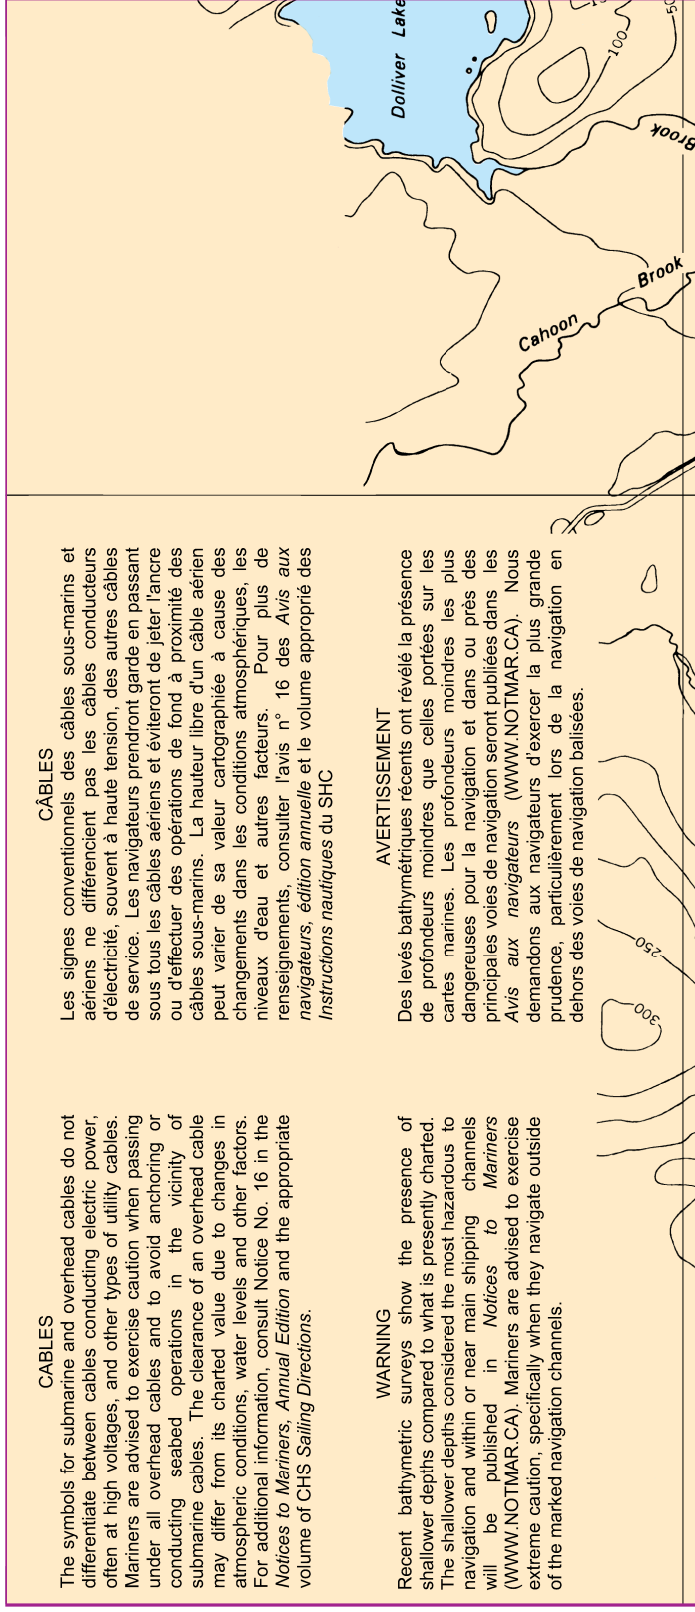 CABLES
The symbols for submarine and overhead cables do not
differentiate between cables conducting electric power,
often at high voltages, and other types of utility cables.
Mariners are advised to exercise caution when passing
under all overhead cables and to avoid anchoring or
conducting seabed operations in the vicinity of
submarine cables. The clearance of an overhead cable
may differ from its charted value due to changes in
atmospheric conditions, water levels and other factors.
For additional information, consult Notice No. 16 in the
Notices to Mariners, Annual Edition and the appropriate
volume of CHS Sailing Directions.
CÂBLES
Les signes conventionnels des câbles sous-marins et
aériens ne différencient pas les câbles conducteurs
d'électricité, souvent à haute tension, des autres câbles
de service. Les navigateurs prendront garde en passant
sous tous les câbles aériens et éviteront de jeter l'ancre
ou d'effectuer des opérations de fond à proximité des
câbles sous-marins. La hauteur libre d'un câble aérien
peut varier de sa valeur cartographiée à cause des
changements dans les conditions atmosphériques, les
niveaux d'eau et autres facteurs. Pour plus de
renseignements, consulter l'avis n° 16 des Avis aux
navigateurs, édition annuelle et le volume approprié des
Instructions nautiques du SHC
WARNING
Recent bathymetric surveys show the presence of
shallower depths compared to what is presently charted.
The shallower depths considered the most hazardous to
navigation and within or near main shipping channels
will be published in Notices to Mariners
(WWW.NOTMAR.CA). Mariners are advised to exercise
extreme caution, specifically when they navigate outside
of the marked navigation channels.
AVERTISSEMENT
Des levés bathymétriques récents ont révélé la présence
de profondeurs moindres que celles portées sur les
cartes marines. Les profondeurs moindres les plus
dangereuses pour la navigation et dans ou près des
principales voies de navigation seront publiées dans les
Avis aux navigateurs (WWW.NOTMAR.CA). Nous
demandons aux navigateurs d'exercer la plus grande
prudence, particulièrement lors de la navigation en
dehors des voies de navigation balisées.
Dolliver Lake
100
50
Brook
Cahoon Brook
250
300